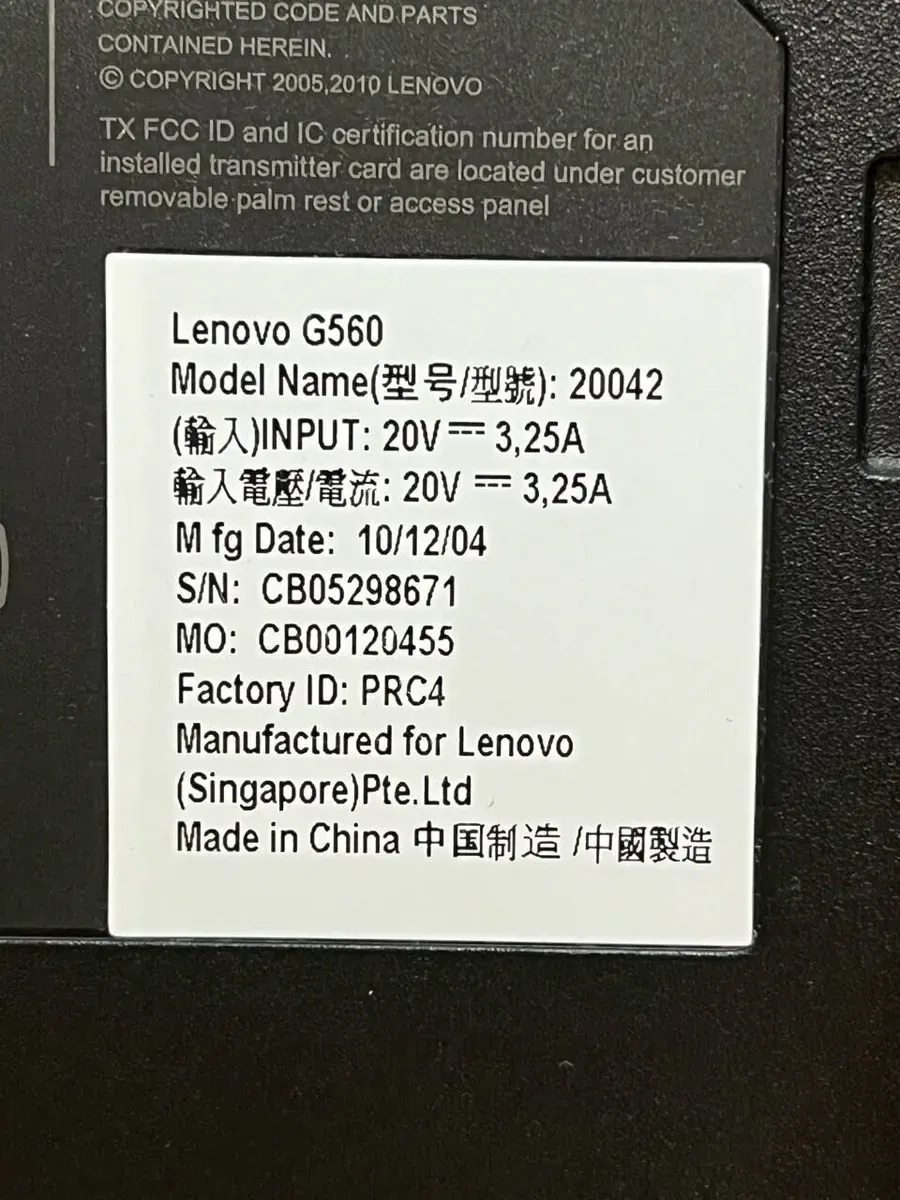 COPYRIGHTED CODE AND PARTS
CONTAINED HEREIN.
© COPYRIGHT 2005,2010 LENOVO
TX FCC ID and IC certification number for an
installed transmitter card are located under customer
removable palm rest or access panel
Lenovo G560
Model Name(型号/型號): 20042
(輸入)INPUT: 20V⎓ 3,25A
輸入電壓/電流: 20V ⎓ 3,25A
Mfg Date: 10/12/04
S/N: CB05298671
MO: CB00120455
Factory ID: PRC4
Manufactured for Lenovo
(Singapore)Pte.Ltd
Made in China 中国制造 /中國製造